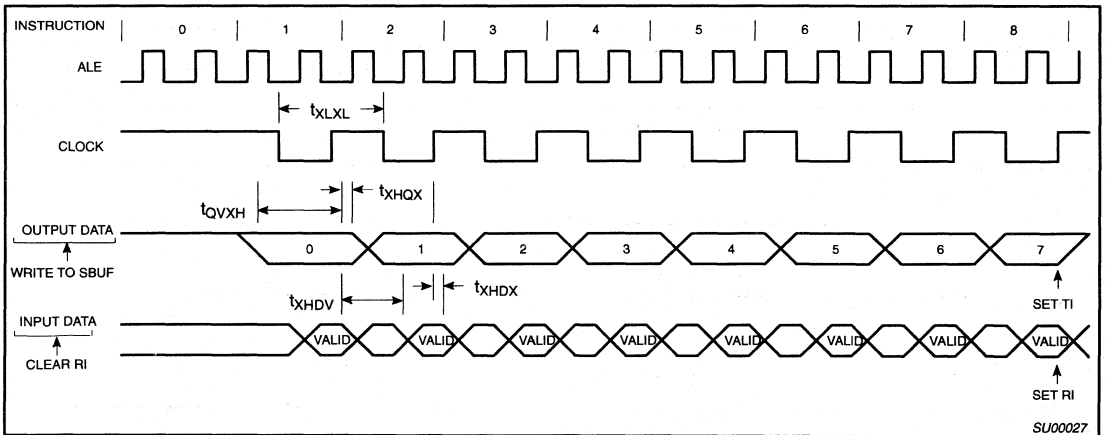 INSTRUCTION | 0 | 1 | 2 | 3 | 4 | 5 | 6 | 7 | 8 |
ALE
tXLXL
CLOCK
tXHQX
tQVXH
OUTPUT DATA
0 1 2 3 4 5 6 7
WRITE TO SBUF
tXHDX
tXHDV
SET TI
INPUT DATA
VALID VALID VALID VALID VALID VALID VALID VALID
CLEAR RI
SET RI
SU00027